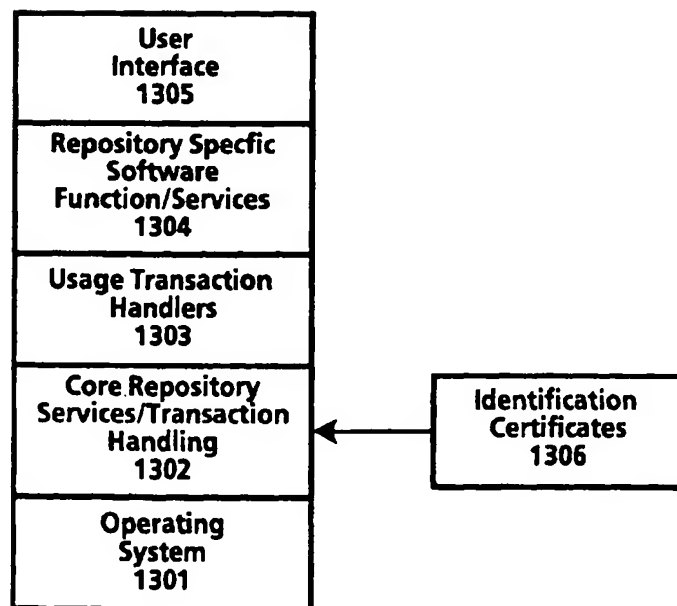 User
Interface
1305
Repository Specfic
Software
Function/Services
1304
Usage Transaction
Handlers
1303
Core Repository
Services/Transaction
Handling
1302
Identification
Certificates
1306
Operating
System
1301